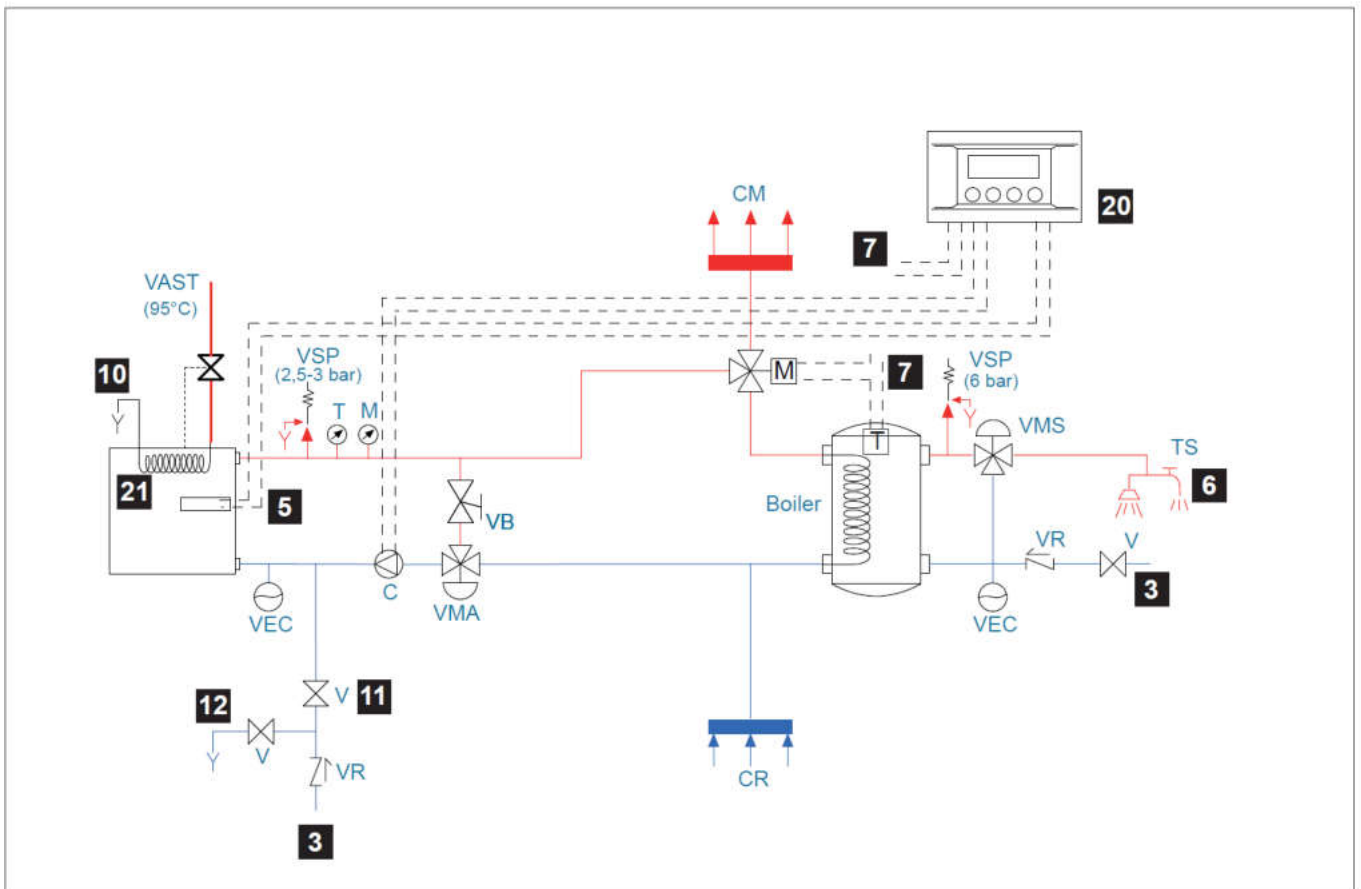 20
CM
7
VAST
(95°C)
10
VSP
(2,5-3 bar)
T
M
M
7
VSP
(6 bar)
VMS
T
TS
21
5
VB
Boiler
6
VR
V
C
VMA
VEC
VEC
3
12
V
11
V
VR
CR
3